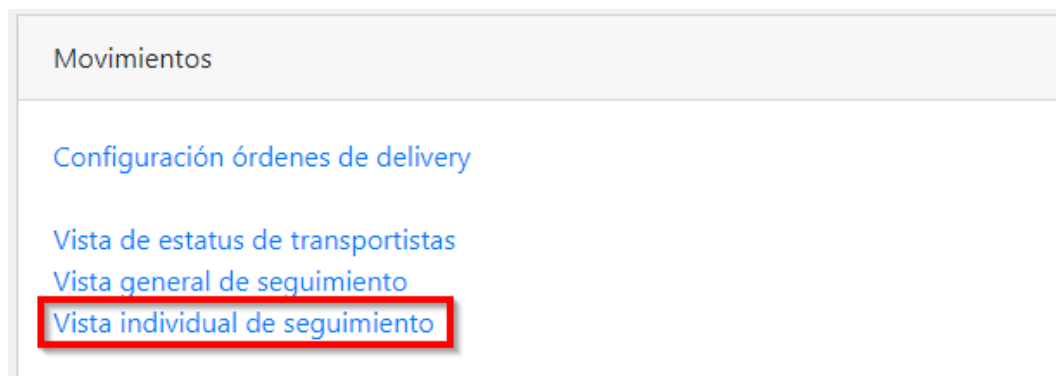 Movimientos
Configuración órdenes de delivery
Vista de estatus de transportistas
Vista general de seguimiento
Vista individual de seguimiento